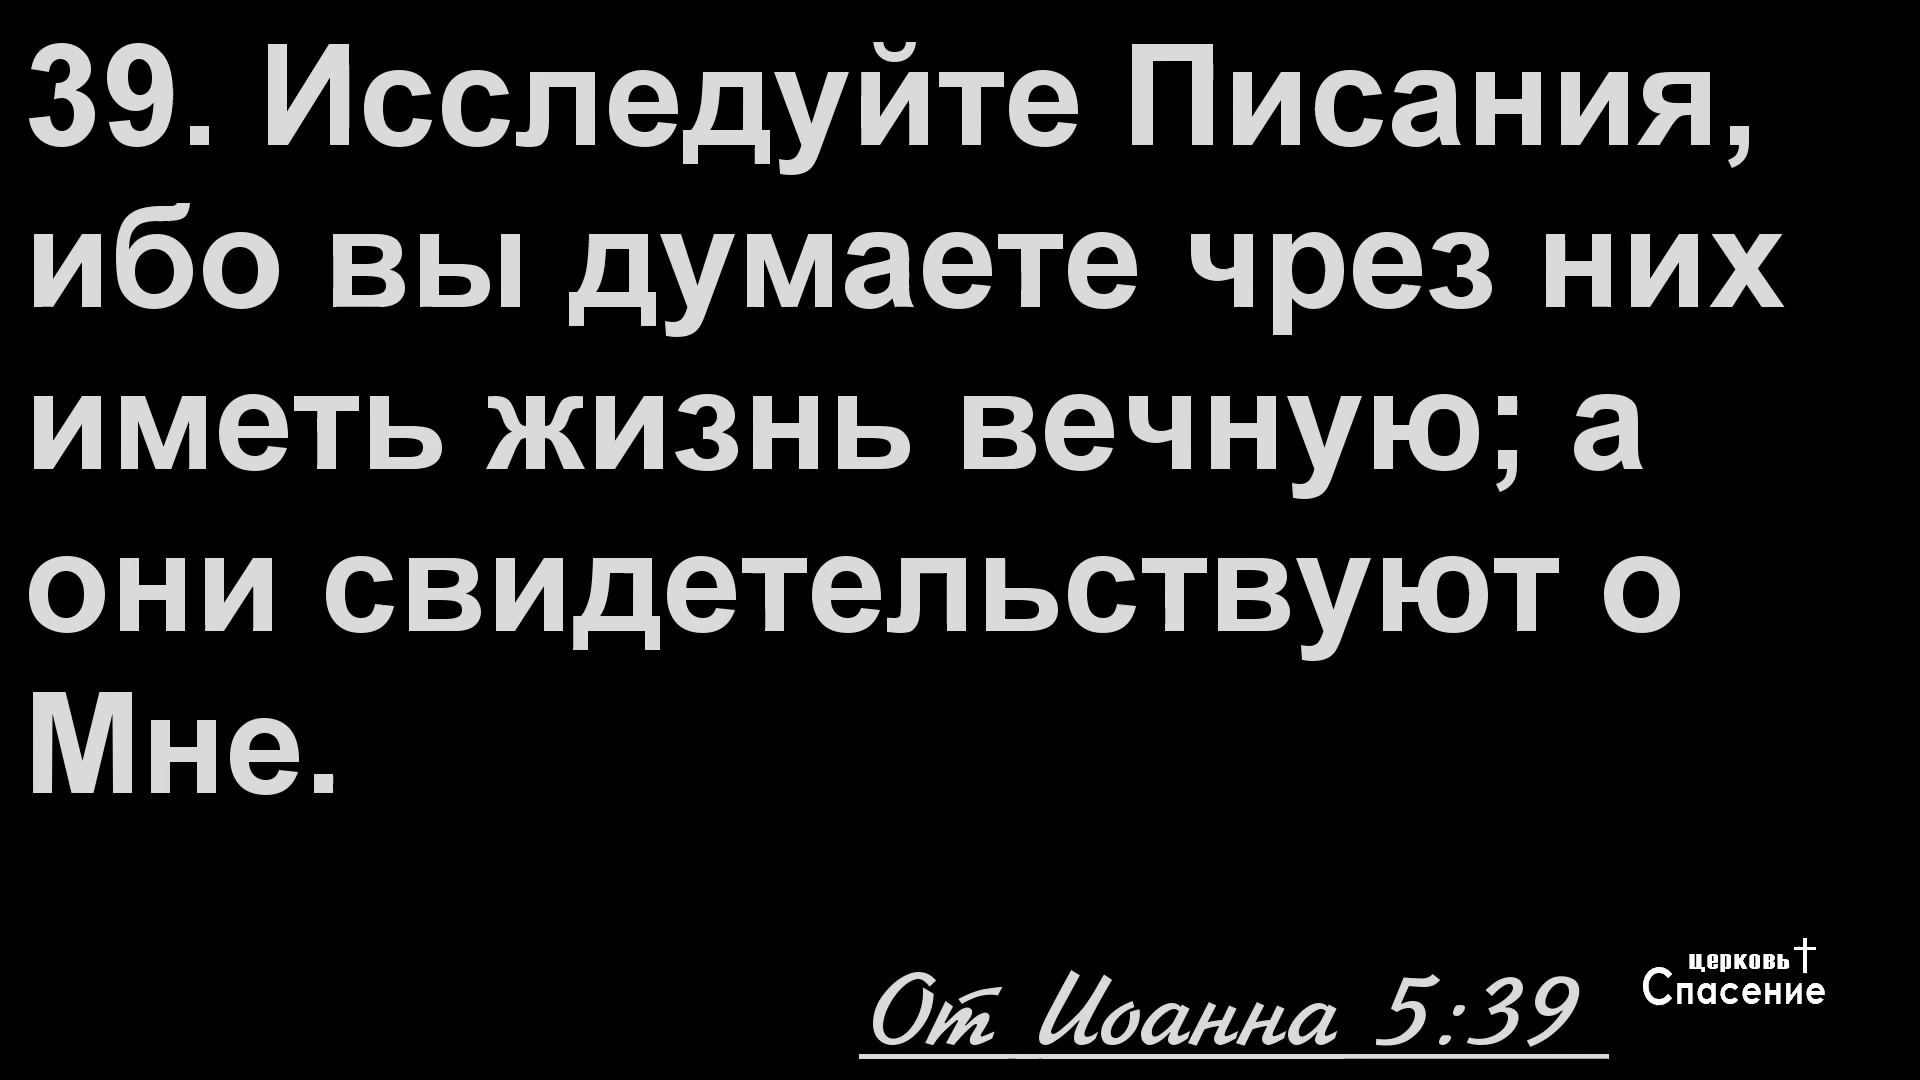 39. Исследуйте Писания,
ибо вы думаете чрез них
иметь жизнь вечную; а
они свидетельствуют о
Мне.
От Иоанна 5:39
церковь
Спасение